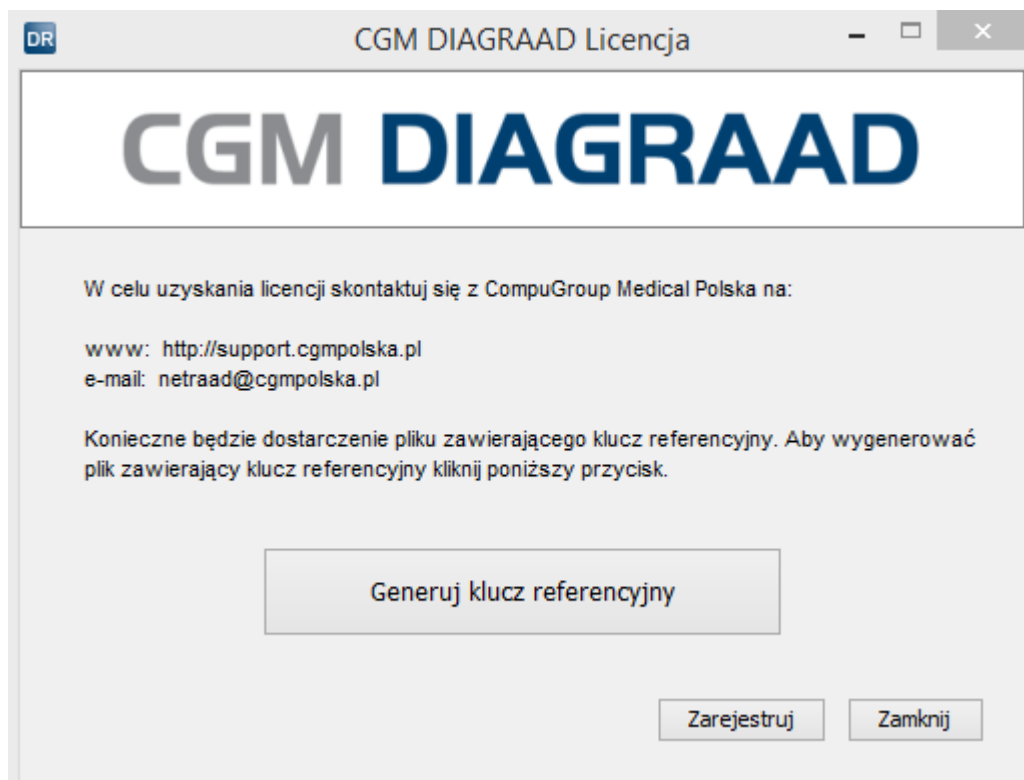 DR
CGM DIAGRAAD Licencja
CGM DIAGRAAD
W celu uzyskania licencji skontaktuj się z CompuGroup Medical Polska na:
www: http://support.cgmpolska.pl
e-mail: netraad@cgmpolska.pl
Konieczne będzie dostarczenie pliku zawierającego klucz referencyjny. Aby wygenerować
plik zawierający klucz referencyjny kliknij poniższy przycisk.
Generuj klucz referencyjny
Zarejestruj
Zamknij